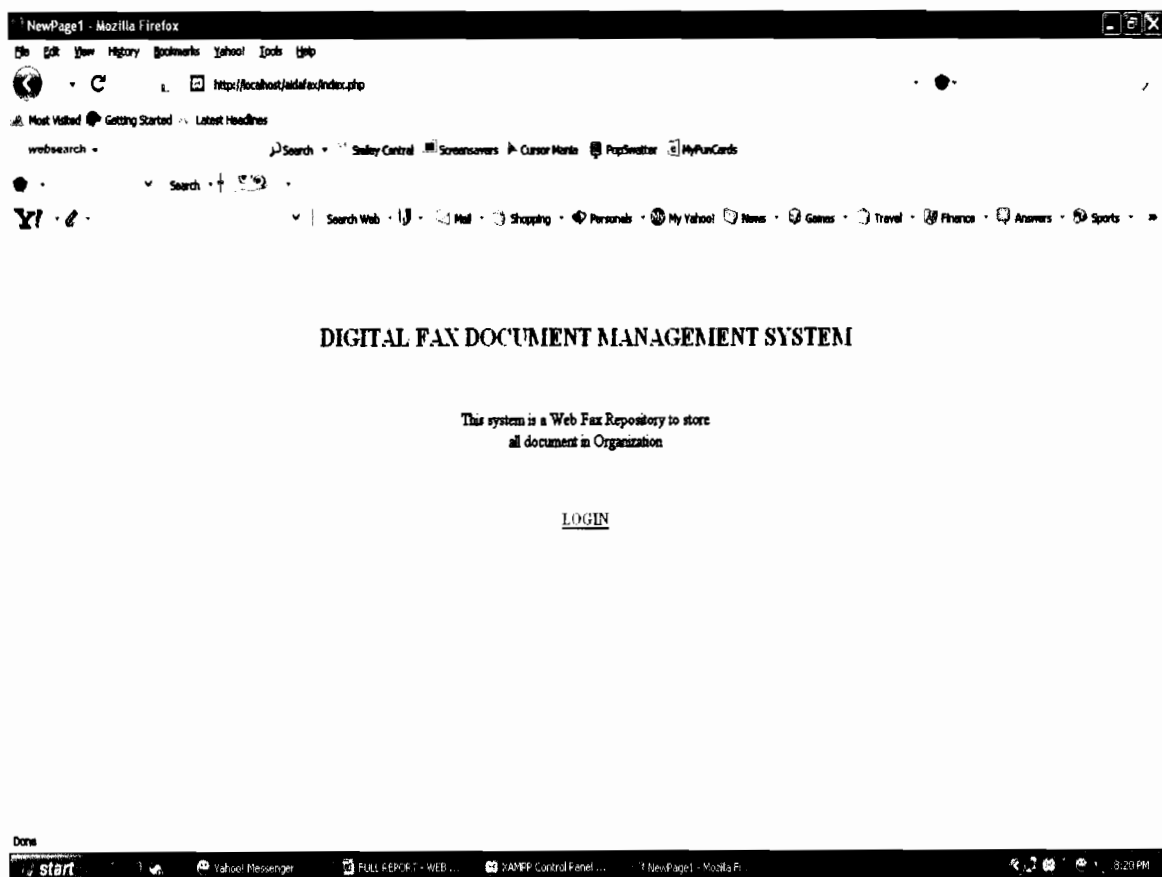 NewPage1 - Mozilla Firefox
File Edit View History Bookmarks Yahoo! Tools Help
http://localhost/aidafax/index.php
Most Visited Getting Started Latest Headlines
websearch Search Smiley Central Screensavers Cursor Mania PopSwatter MyFunCards
Search
Y! Search Web Mail Shopping Personals My Yahoo! News Games Travel Finance Answers Sports »
DIGITAL FAX DOCUMENT MANAGEMENT SYSTEM
This system is a Web Fax Repository to store
all document in Organization
LOGIN
Done
start Yahoo! Messenger FULL REPORT - WEB ... XAMPP Control Panel ... NewPage1 - Mozilla Fi... 8:20 PM